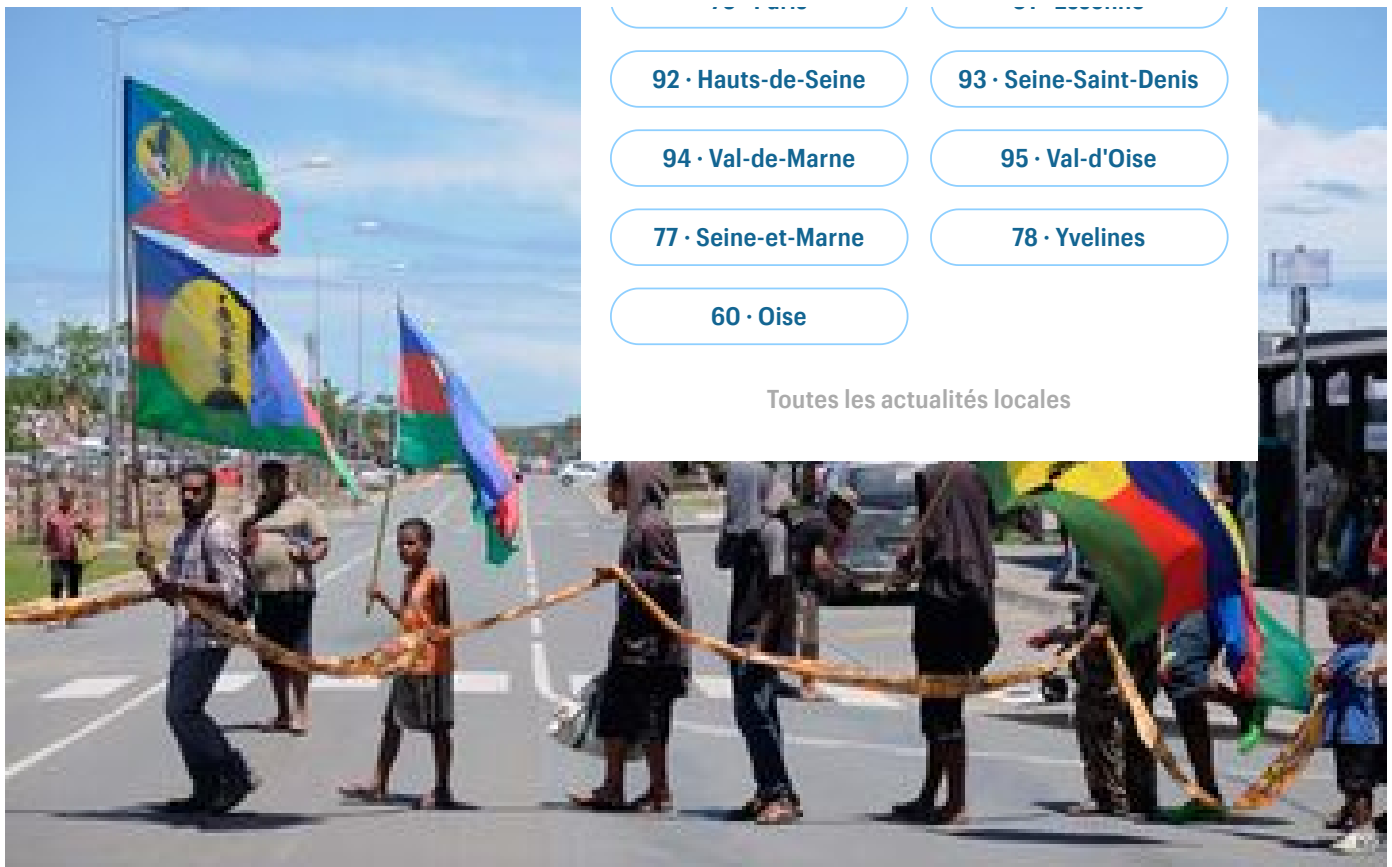 92 · Hauts-de-Seine
93 · Seine-Saint-Denis
94 · Val-de-Marne
95 · Val-d'Oise
77 · Seine-et-Marne
78 · Yvelines
60 · Oise
Toutes les actualités locales